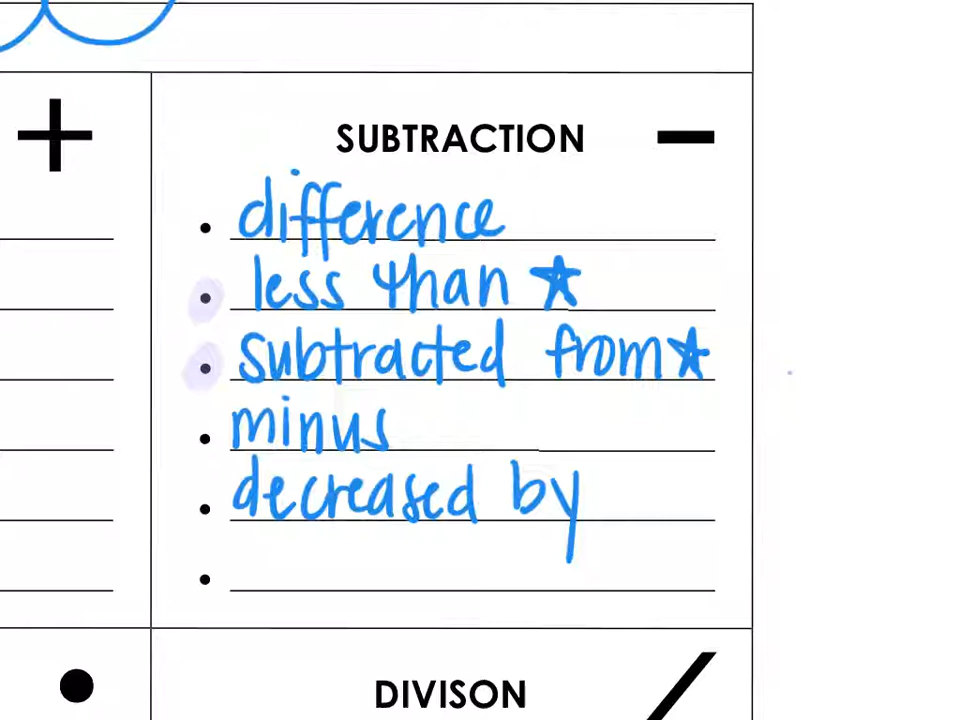 +
SUBTRACTION −
• difference
• less than ★
• subtracted from ★
• minus
• decreased by
•
• DIVISON /